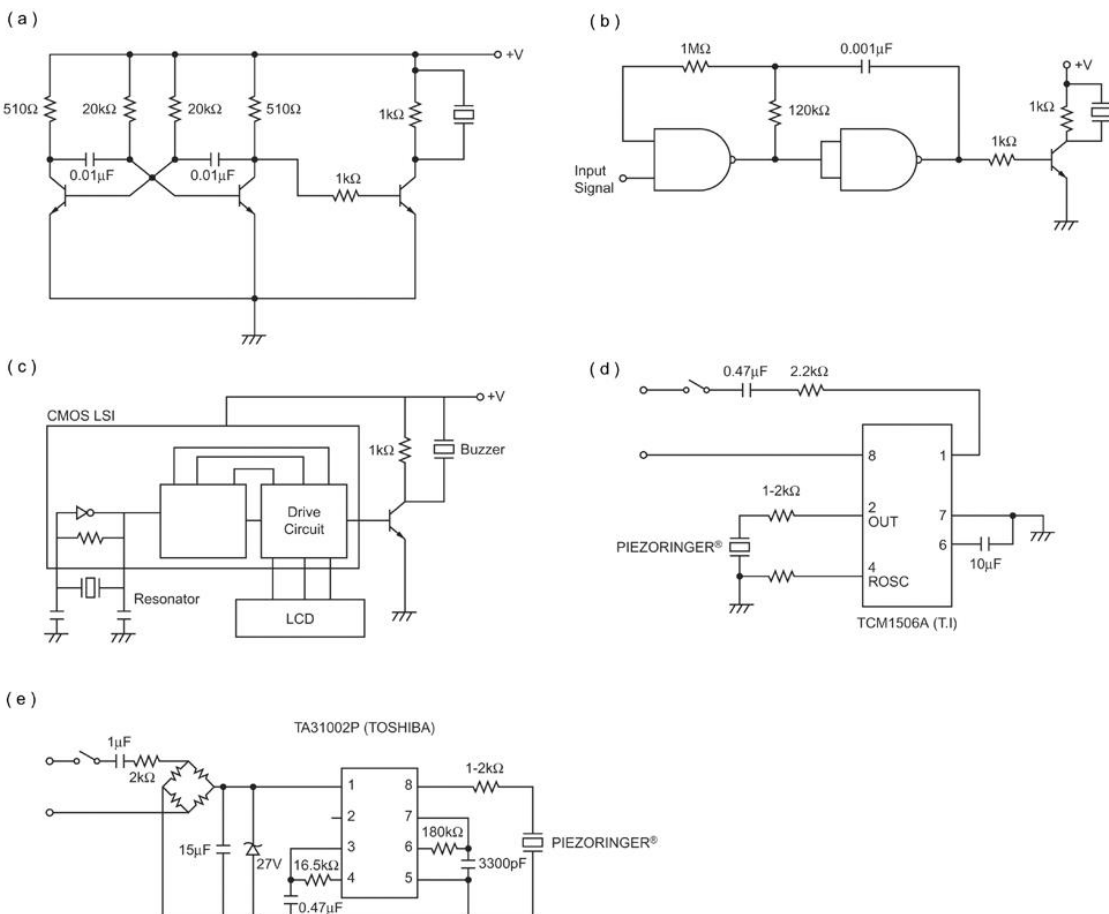 (a)
+V
510Ω
20kΩ
20kΩ
510Ω
1kΩ
0.01μF
0.01μF
1kΩ
(b)
1MΩ
0.001μF
+V
120kΩ
1kΩ
1kΩ
Input
Signal
(c)
+V
CMOS LSI
1kΩ
Buzzer
Drive
Circuit
Resonator
LCD
(d)
0.47μF
2.2kΩ
8
1
1-2kΩ
2
OUT
7
PIEZORINGER®
6
10μF
4
ROSC
TCM1506A (T.I)
(e)
TA31002P (TOSHIBA)
1μF
2kΩ
1
8
1-2kΩ
2
7
180kΩ
PIEZORINGER®
15μF
27V
3
6
16.5kΩ
3300pF
4
5
0.47μF